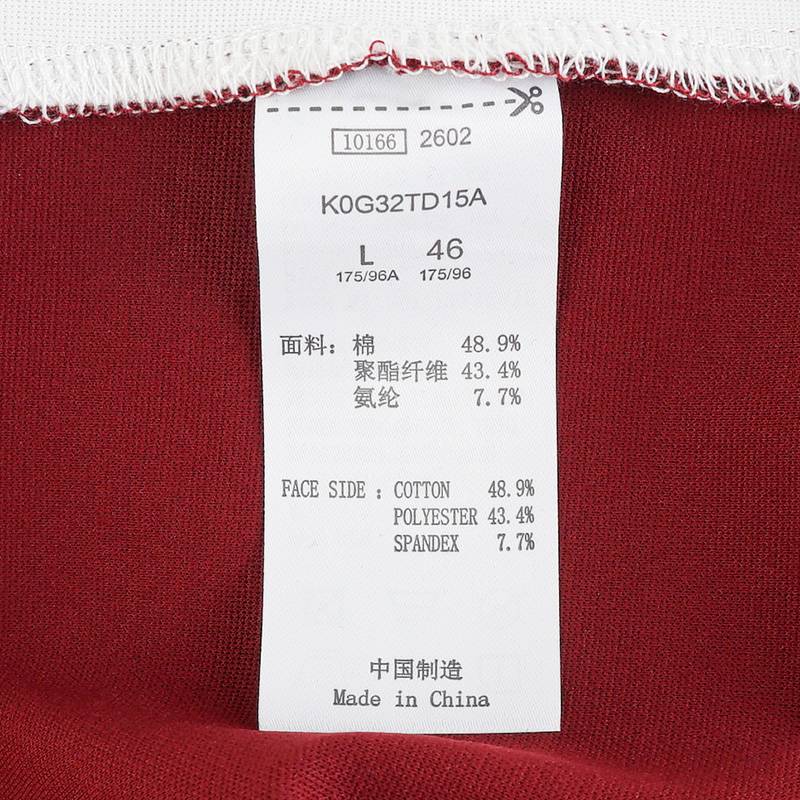 10166 2602
K0G32TD15A
L 46
175/96A 175/96
面料: 棉 48.9%
聚酯纤维 43.4%
氨纶 7.7%
FACE SIDE : COTTON 48.9%
POLYESTER 43.4%
SPANDEX 7.7%
中国制造
Made in China